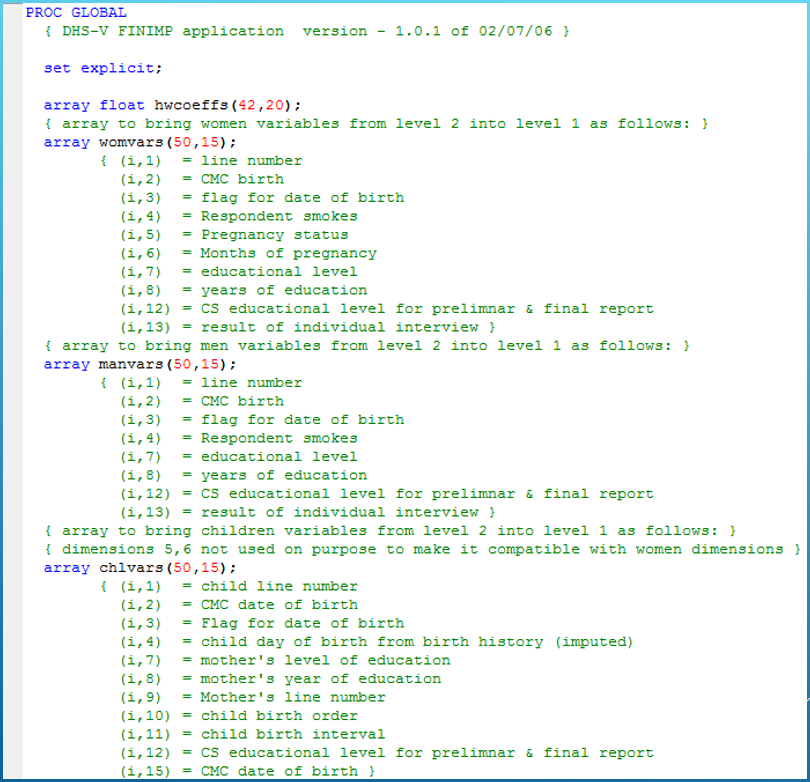 PROC GLOBAL
{ DHS-V FINIMP application version - 1.0.1 of 02/07/06 }
set explicit;
array float hwcoeffs(42,20);
{ array to bring women variables from level 2 into level 1 as follows: }
array womvars(50,15);
{ (i,1) = line number
(i,2) = CMC birth
(i,3) = flag for date of birth
(i,4) = Respondent smokes
(i,5) = Pregnancy status
(i,6) = Months of pregnancy
(i,7) = educational level
(i,8) = years of education
(i,12) = CS educational level for prelimnar & final report
(i,13) = result of individual interview }
{ array to bring men variables from level 2 into level 1 as follows: }
array manvars(50,15);
{ (i,1) = line number
(i,2) = CMC birth
(i,3) = flag for date of birth
(i,4) = Respondent smokes
(i,7) = educational level
(i,8) = years of education
(i,12) = CS educational level for prelimnar & final report
(i,13) = result of individual interview }
{ array to bring children variables from level 2 into level 1 as follows: }
{ dimensions 5,6 not used on purpose to make it compatible with women dimensions }
array chlvars(50,15);
{ (i,1) = child line number
(i,2) = CMC date of birth
(i,3) = Flag for date of birth
(i,4) = child day of birth from birth history (imputed)
(i,7) = mother's level of education
(i,8) = mother's year of education
(i,9) = Mother's line number
(i,10) = child birth order
(i,11) = child birth interval
(i,12) = CS educational level for prelimnar & final report
(i,15) = CMC date of birth }